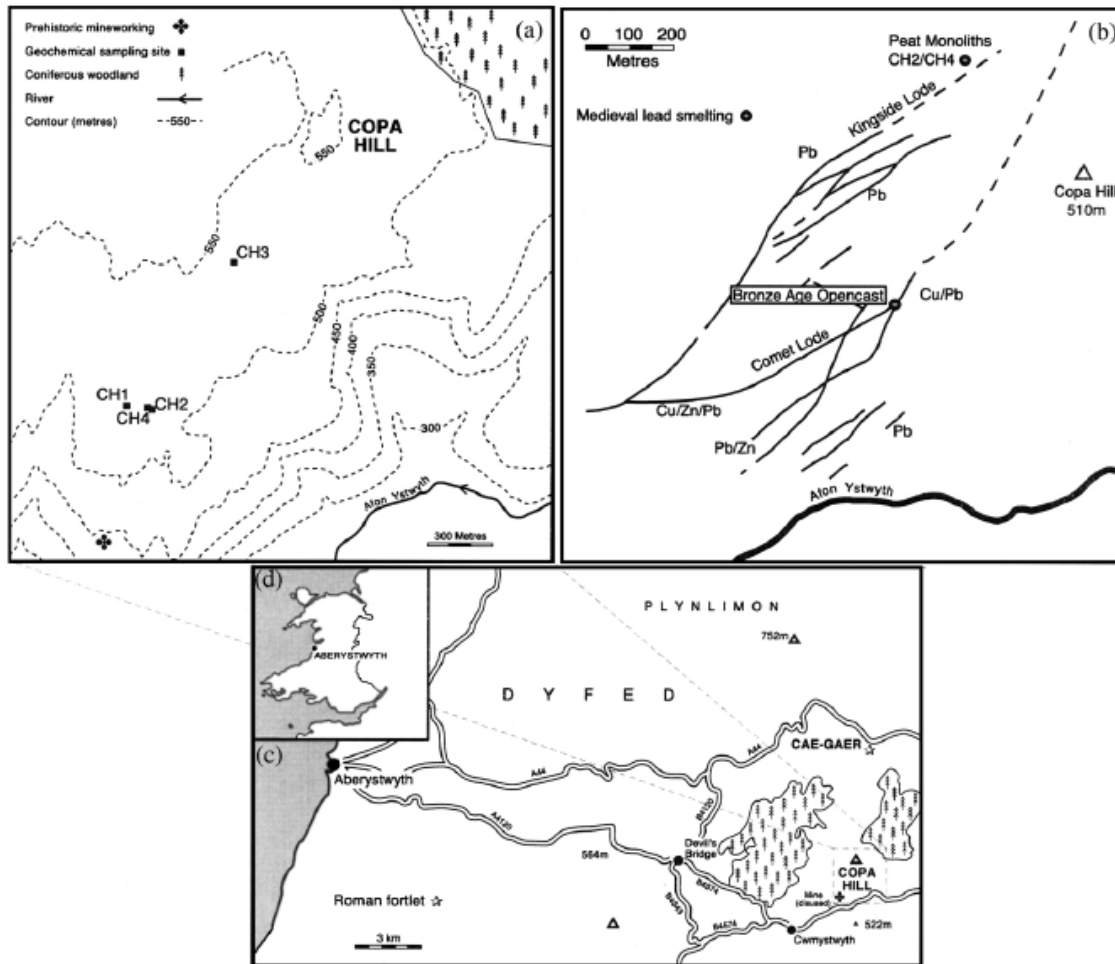 (a)
Prehistoric mineworking
Geochemical sampling site
Coniferous woodland
River
Contour (metres) --550--
COPA
HILL
550
550
CH3
500
450
400
350
300
CH1
CH2
CH4
Afon Ystwyth
300 Metres
(b)
0 50 100 200
Metres
Peat Monoliths
CH2/CH4
Medieval lead smelting
Kingside Lode
Pb
Pb
Copa Hill
510m
Bronze Age Opencast
Cu/Pb
Comet Lode
Cu/Zn/Pb
Pb/Zn
Pb
Afon Ystwyth
(d)
ABERYSTWYTH
(c)
PLYNLIMON
752m
DYFED
CAE-GAER
A44
A44
Aberystwyth
A4120
B4120
564m
Devil's
Bridge
COPA
HILL
Mine
(disused)
B4574
B4343
B4574
Roman fortlet
522m
Cwmystwyth
3 km